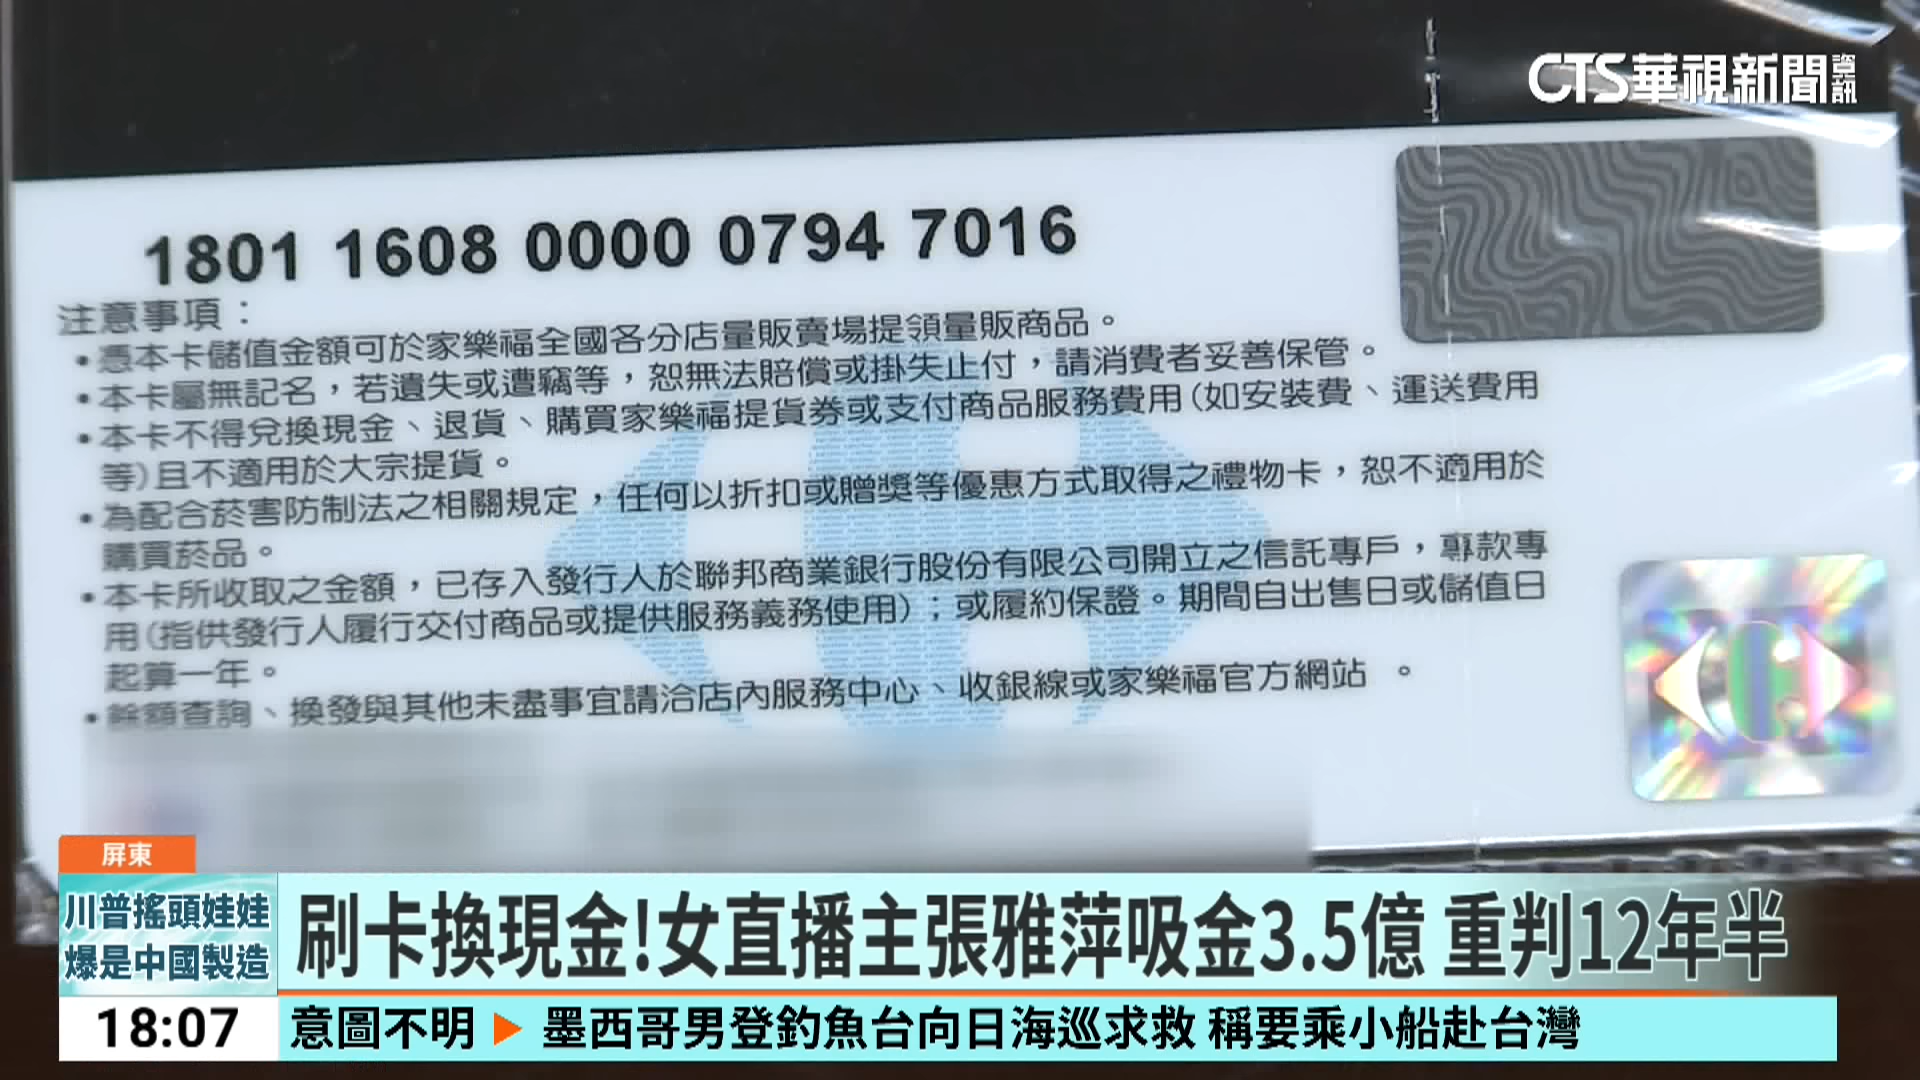 CTS華視新聞資訊
1801 1608 0000 0794 7016
注意事項：
•憑本卡儲值金額可於家樂福全國各分店量販賣場提領量販商品。
•本卡屬無記名，若遺失或遭竊等，恕無法賠償或掛失止付，請消費者妥善保管。
•本卡不得兌換現金、退貨、購買家樂福提貨券或支付商品服務費用(如安裝費、運送費用
等)且不適用於大宗提貨。
•為配合菸害防制法之相關規定，任何以折扣或贈獎等優惠方式取得之禮物卡，恕不適用於
購買菸品。
•本卡所收取之金額，已存入發行人於聯邦商業銀行股份有限公司開立之信託專戶，專款專
用(指供發行人履行交付商品或提供服務義務使用)；或履約保證。期間自出售日或儲值日
起算一年。
•餘額查詢、換發與其他未盡事宜請洽店內服務中心、收銀線或家樂福官方網站 。
屏東
川普搖頭娃娃
爆是中國製造
刷卡換現金!女直播主張雅萍吸金3.5億 重判12年半
18:07
意圖不明 ▶ 墨西哥男登釣魚台向日海巡求救 稱要乘小船赴台灣